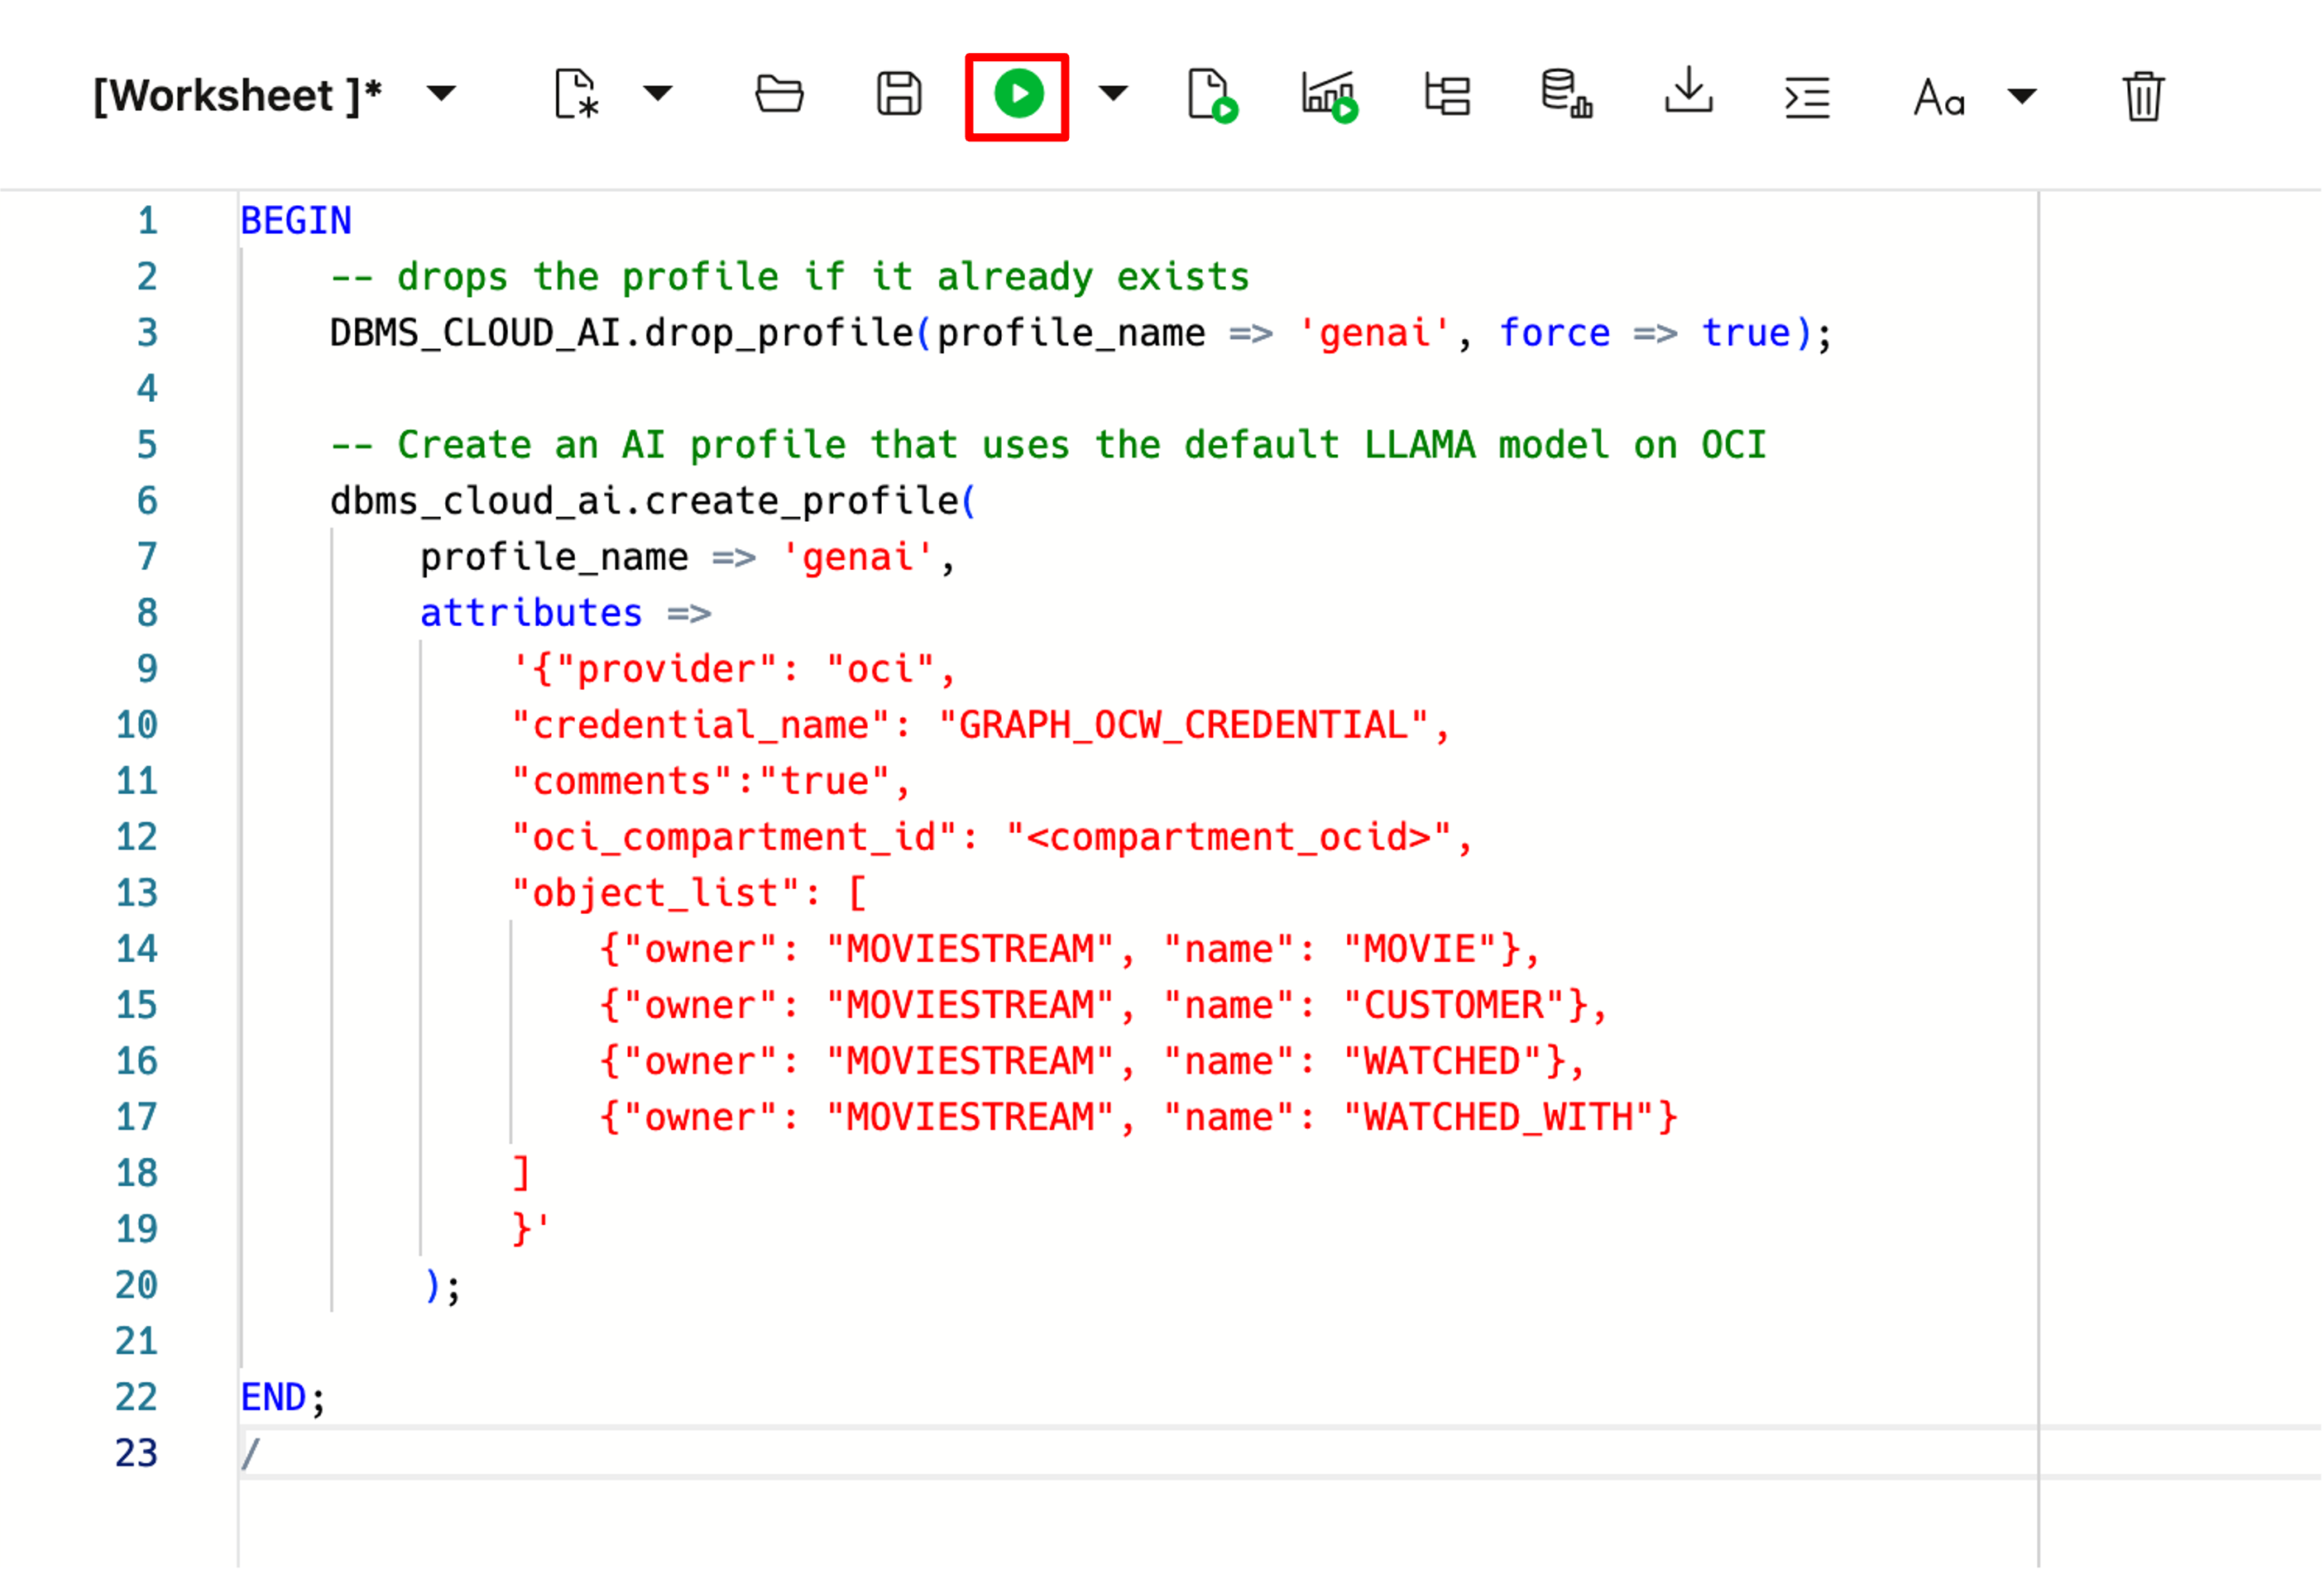 [Worksheet ]*
Aa
1 BEGIN
2 -- drops the profile if it already exists
3 DBMS_CLOUD_AI.drop_profile(profile_name => 'genai', force => true);
4
5 -- Create an AI profile that uses the default LLAMA model on OCI
6 dbms_cloud_ai.create_profile(
7 profile_name => 'genai',
8 attributes =>
9 '{"provider": "oci",
10 "credential_name": "GRAPH_OCW_CREDENTIAL",
11 "comments":"true",
12 "oci_compartment_id": "<compartment_ocid>",
13 "object_list": [
14 {"owner": "MOVIESTREAM", "name": "MOVIE"},
15 {"owner": "MOVIESTREAM", "name": "CUSTOMER"},
16 {"owner": "MOVIESTREAM", "name": "WATCHED"},
17 {"owner": "MOVIESTREAM", "name": "WATCHED_WITH"}
18 ]
19 }'
20 );
21
22 END;
23 /